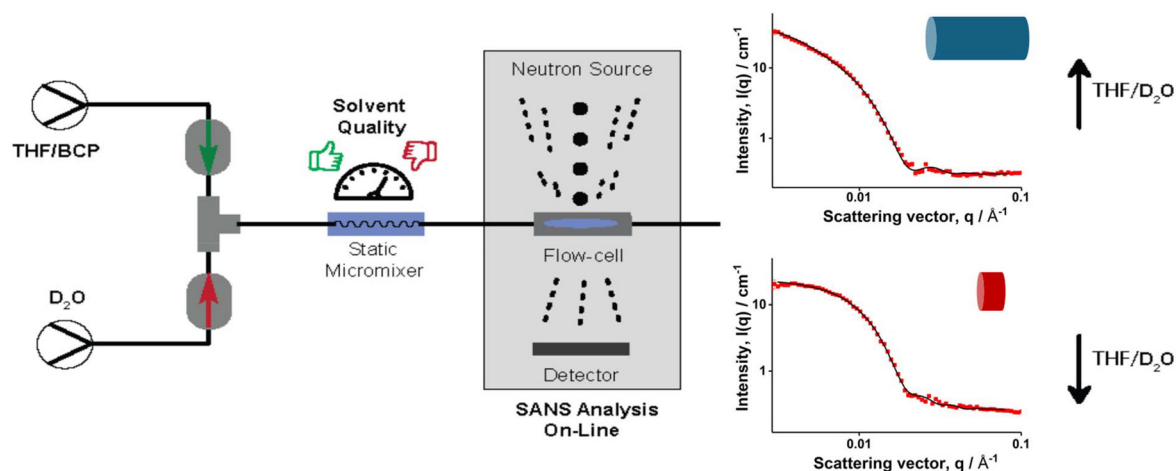 THF/BCP
D₂O
Solvent
Quality
Static
Micromixer
Neutron Source
Flow-cell
Detector
SANS Analysis
On-Line
Intensity, I(q) / cm⁻¹
10
1
0.01
0.1
Scattering vector, q / Å⁻¹
THF/D₂O
Intensity, I(q) / cm⁻¹
10
1
0.01
0.1
Scattering vector, q / Å⁻¹
THF/D₂O